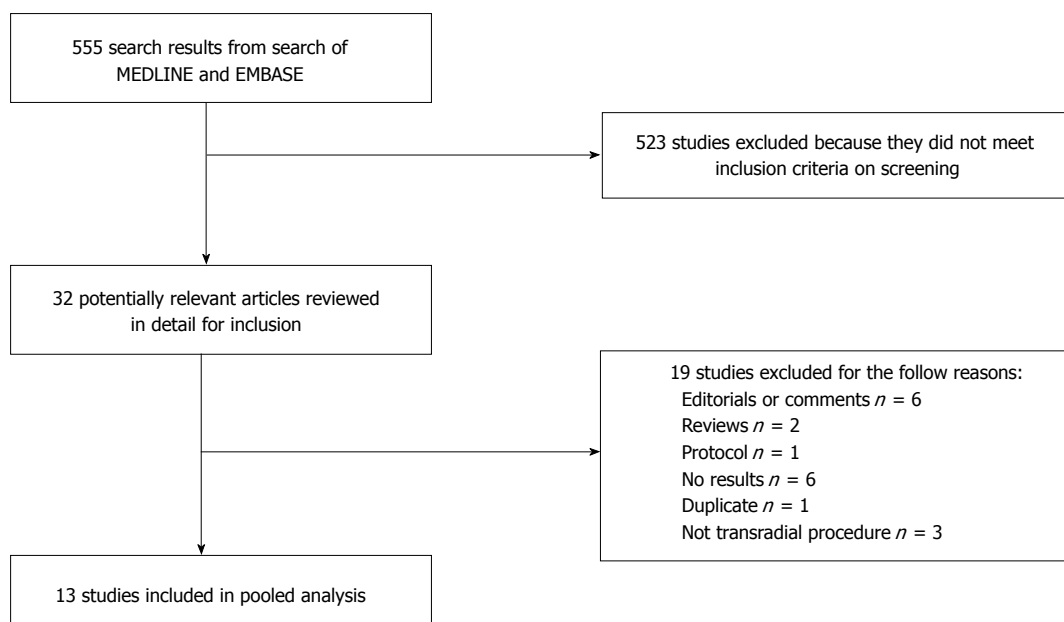 555 search results from search of
MEDLINE and EMBASE
523 studies excluded because they did not meet
inclusion criteria on screening
32 potentially relevant articles reviewed
in detail for inclusion
19 studies excluded for the follow reasons:
Editorials or comments n = 6
Reviews n = 2
Protocol n = 1
No results n = 6
Duplicate n = 1
Not transradial procedure n = 3
13 studies included in pooled analysis